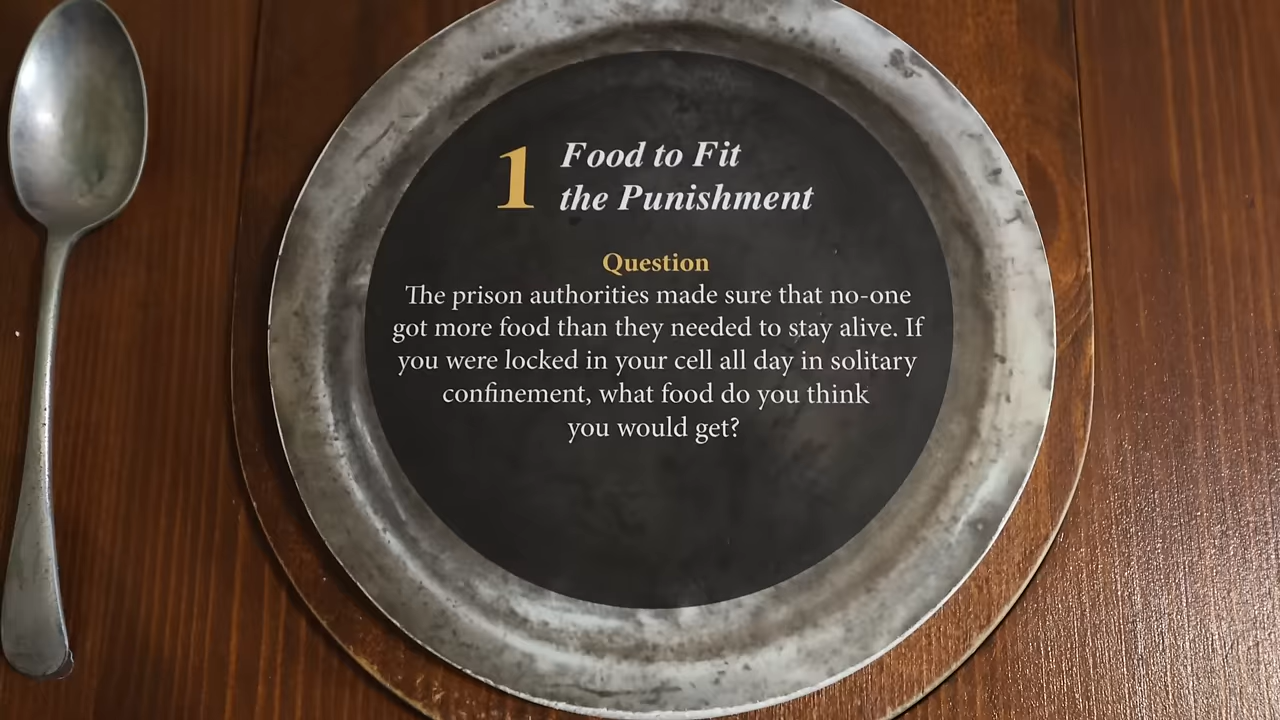 1 Food to Fit
the Punishment
Question
The prison authorities made sure that no-one
got more food than they needed to stay alive. If
you were locked in your cell all day in solitary
confinement, what food do you think
you would get?